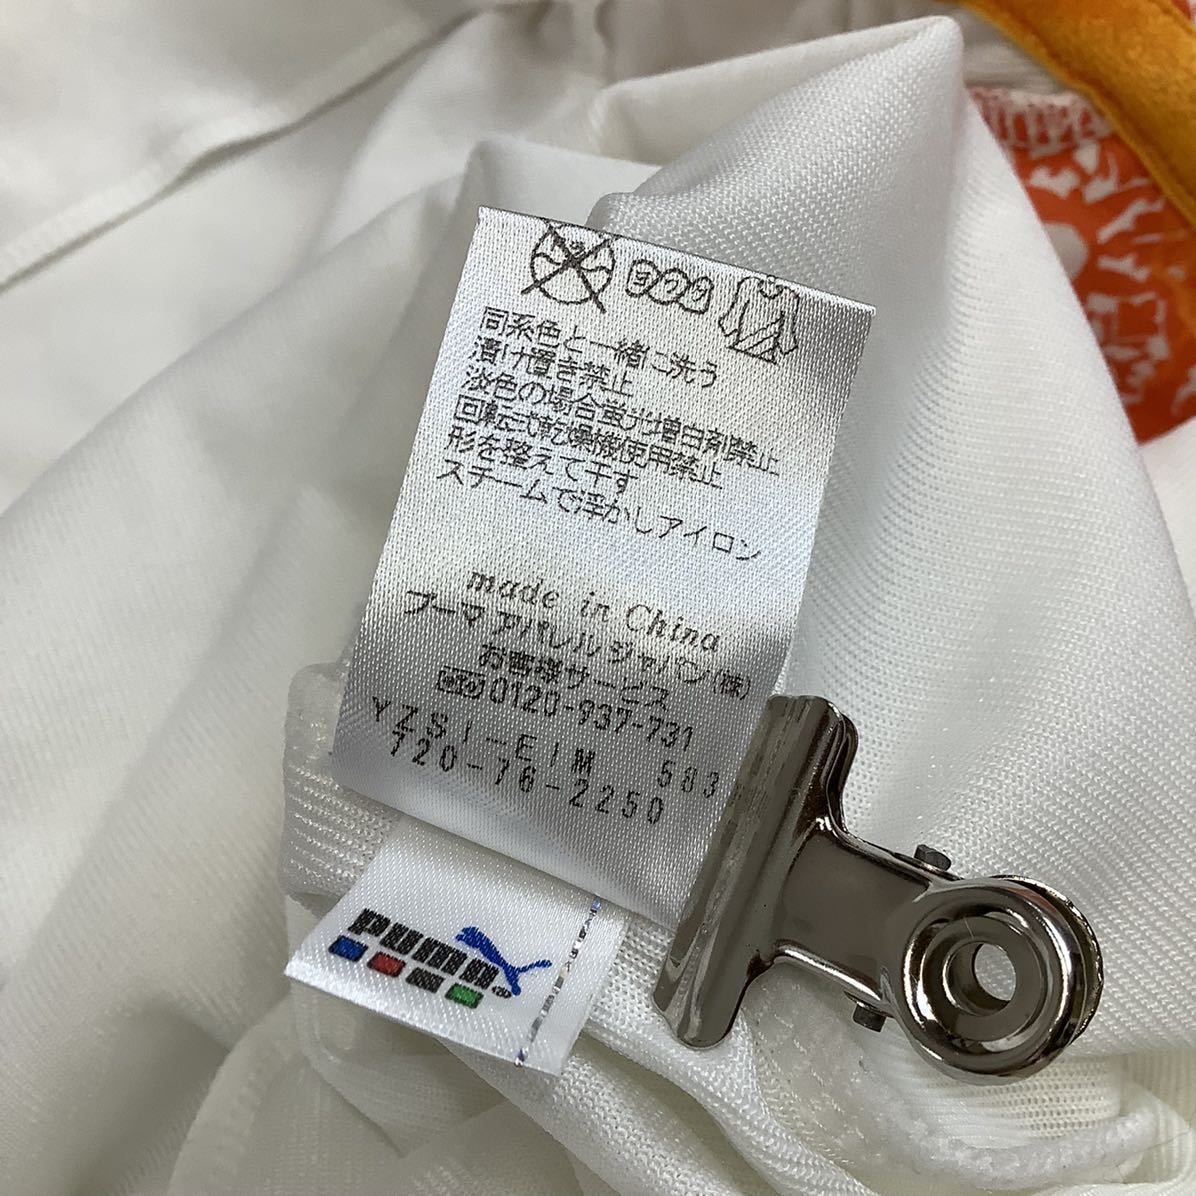 同系色と一緒に洗う
漬け置き禁止
淡色の場合蛍光増白剤禁止
回転式乾燥機使用禁止
形を整えて干す
スチームで浮かしアイロン
made in China
プーマ アパレル ジャパン(株)
お客様サービス
0120-937-731
YZSI-EIM 583
720-76-2250
PUMA